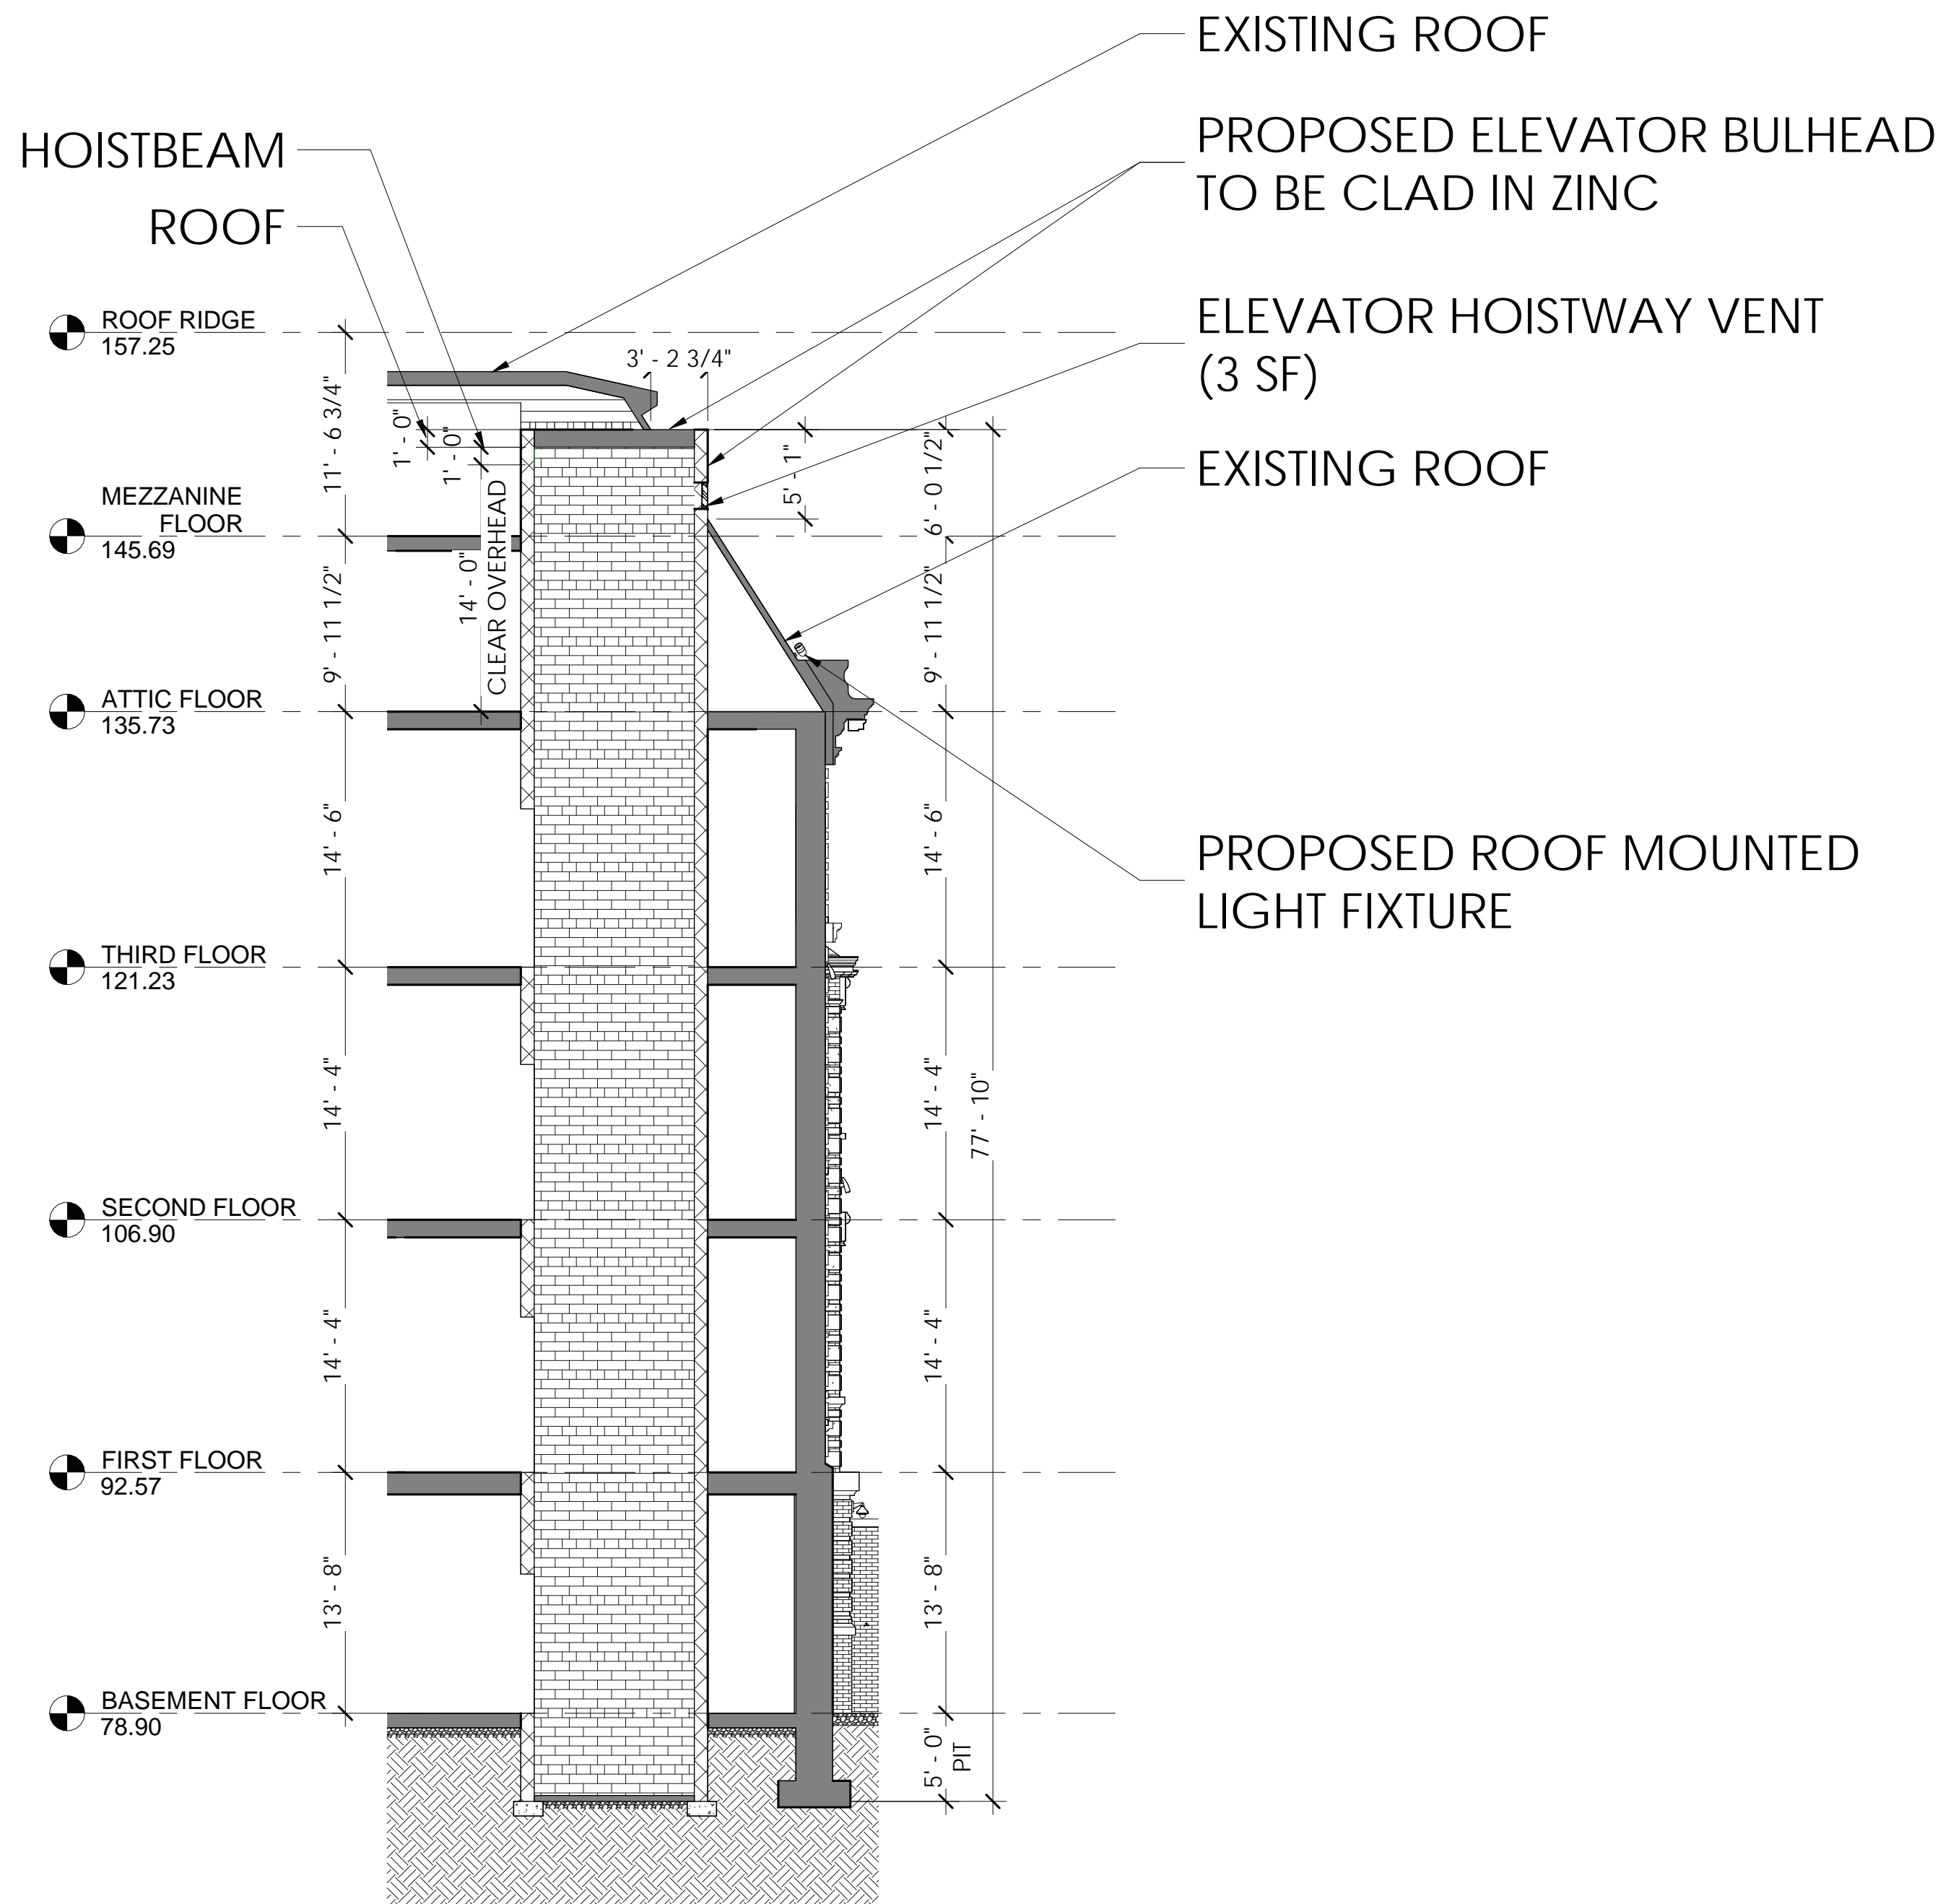 EXISTING ROOF
PROPOSED ELEVATOR BULHEAD
TO BE CLAD IN ZINC
HOISTBEAM
ROOF
ELEVATOR HOISTWAY VENT
(3 SF)
ROOF RIDGE
157.25
3' - 2 3/4"
11' - 6 3/4"
1' - 0"
1' - 0"
5' - 1"
6' - 0 1/2"
EXISTING ROOF
MEZZANINE
FLOOR
145.69
9' - 11 1/2"
14' - 0"
CLEAR OVERHEAD
9' - 11 1/2"
ATTIC FLOOR
135.73
14' - 6"
14' - 6"
PROPOSED ROOF MOUNTED
LIGHT FIXTURE
THIRD FLOOR
121.23
14' - 4"
14' - 4"
77' - 10"
SECOND FLOOR
106.90
14' - 4"
14' - 4"
FIRST FLOOR
92.57
13' - 8"
13' - 8"
BASEMENT FLOOR
78.90
5' - 0"
PIT